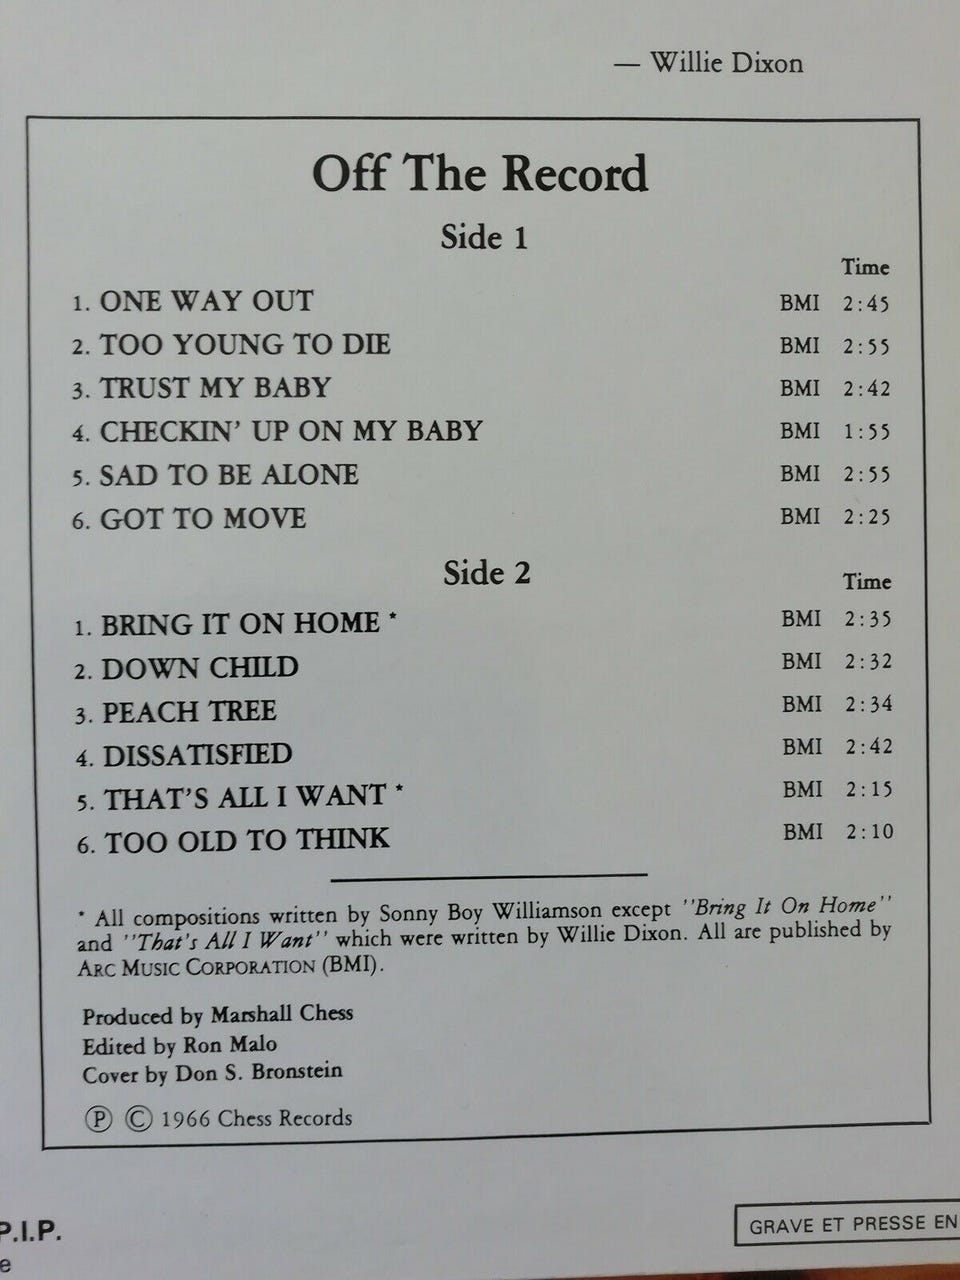 — Willie Dixon
Off The Record
Side 1
Time
1. ONE WAY OUT BMI 2:45
2. TOO YOUNG TO DIE BMI 2:55
3. TRUST MY BABY BMI 2:42
4. CHECKIN' UP ON MY BABY BMI 1:55
5. SAD TO BE ALONE BMI 2:55
6. GOT TO MOVE BMI 2:25
Side 2
Time
1. BRING IT ON HOME * BMI 2:35
2. DOWN CHILD BMI 2:32
3. PEACH TREE BMI 2:34
4. DISSATISFIED BMI 2:42
5. THAT'S ALL I WANT * BMI 2:15
6. TOO OLD TO THINK BMI 2:10
* All compositions written by Sonny Boy Williamson except ''Bring It On Home''
and ''That's All I Want'' which were written by Willie Dixon. All are published by
ARC MUSIC CORPORATION (BMI).
Produced by Marshall Chess
Edited by Ron Malo
Cover by Don S. Bronstein
Ⓟ © 1966 Chess Records
P.I.P.
e
GRAVE ET PRESSE EN